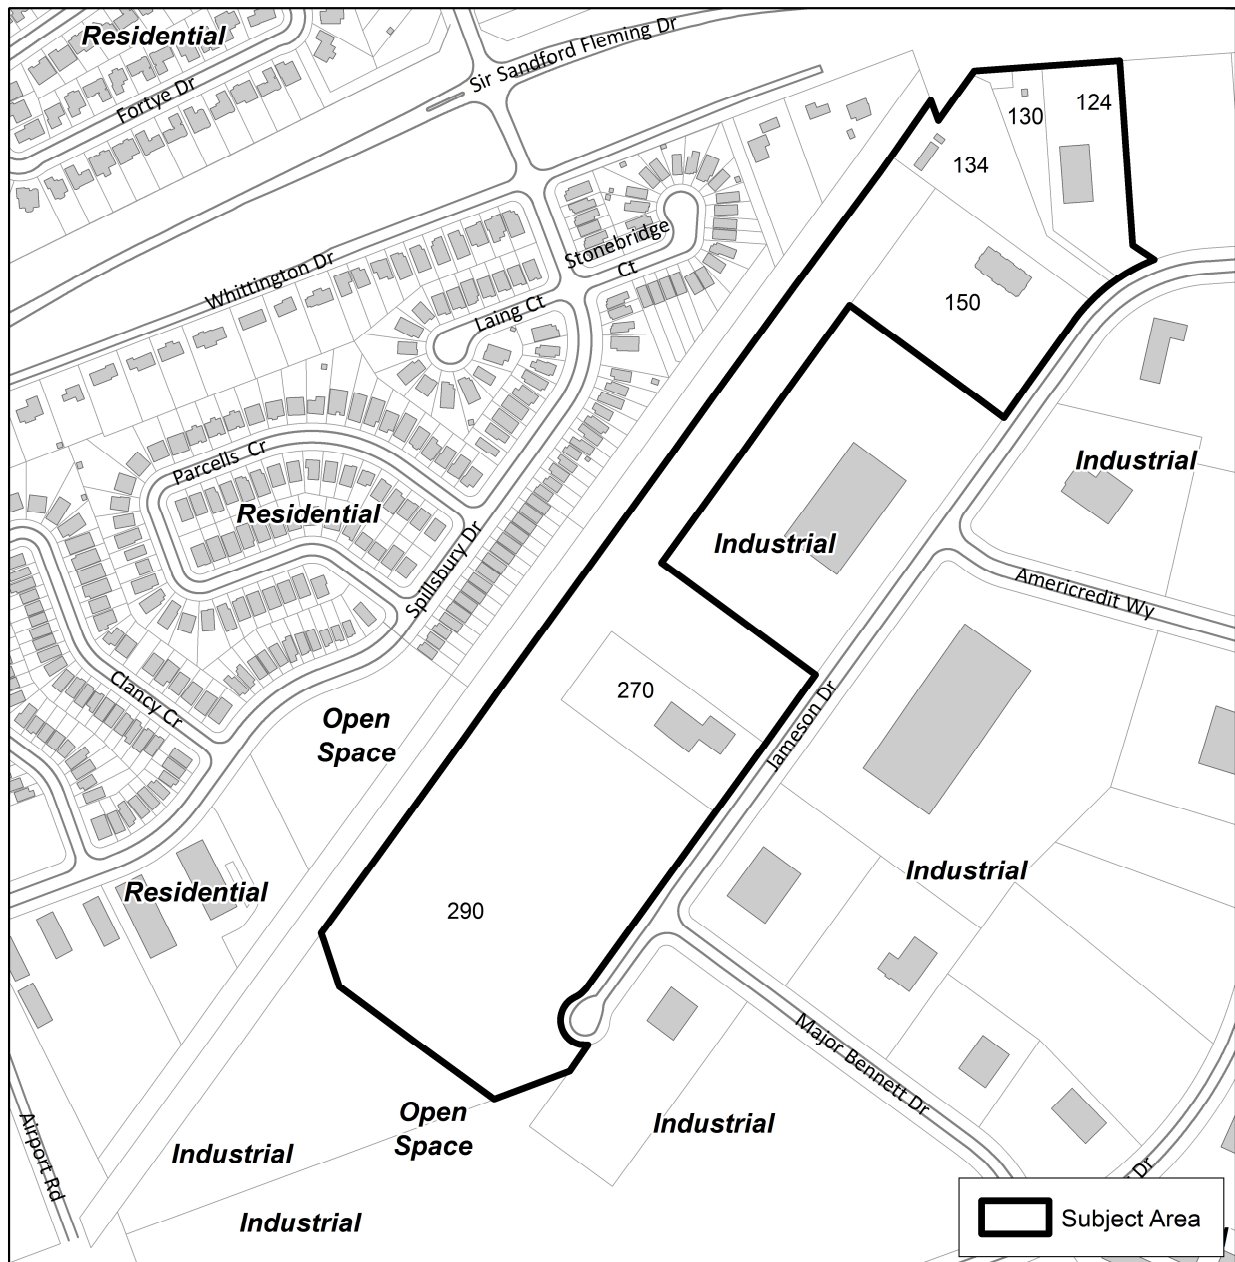 Residential
Sir Sandford Fleming Dr
Fortye Dr
130
124
134
Stonebridge
Ct
Whittington Dr
150
Laing Ct
Parcells Cr
Industrial
Residential
Industrial
Spillsbury Dr
Americredit Wy
Clancy Cr
270
Open
Space
Jameson Dr
Industrial
Residential
290
Major Bennett Dr
Open
Space
Industrial
Airport Rd
Industrial
Dr
Industrial
Subject Area